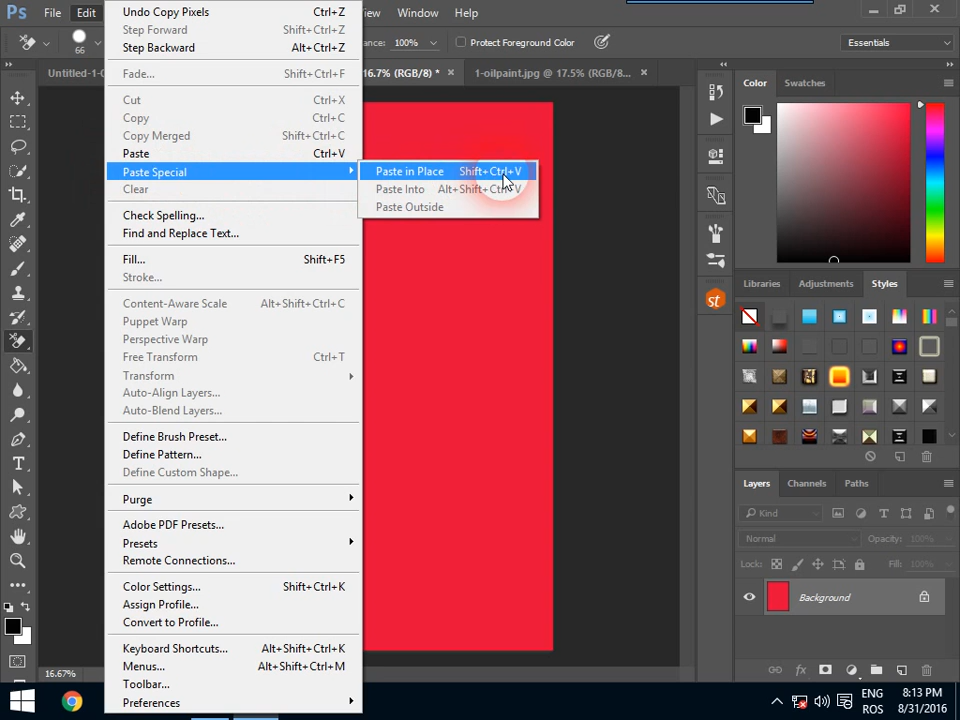 Ps File Edit View Window Help
66 100% Protect Foreground Color Essentials
16.7% (RGB/8) * × 1-oilpaint.jpg @ 17.5% (RGB/8... ×
Undo Copy Pixels Ctrl+Z
Step Forward Shift+Ctrl+Z
Step Backward Alt+Ctrl+Z
Fade... Shift+Ctrl+F
Cut Ctrl+X
Copy Ctrl+C
Copy Merged Shift+Ctrl+C
Paste Ctrl+V
Paste Special
Clear
Check Spelling...
Find and Replace Text...
Fill... Shift+F5
Stroke...
Content-Aware Scale Alt+Shift+Ctrl+C
Puppet Warp
Perspective Warp
Free Transform Ctrl+T
Transform
Auto-Align Layers...
Auto-Blend Layers...
Define Brush Preset...
Define Pattern...
Define Custom Shape...
Purge
Adobe PDF Presets...
Presets
Remote Connections...
Color Settings... Shift+Ctrl+K
Assign Profile...
Convert to Profile...
Keyboard Shortcuts... Alt+Shift+Ctrl+K
Menus... Alt+Shift+Ctrl+M
Toolbar...
Preferences
Paste in Place Shift+Ctrl+V
Paste Into Alt+Shift+Ctrl+V
Paste Outside
Color Swatches
st
Libraries Adjustments Styles
Layers Channels Paths
Kind
Normal Opacity: 100%
Lock: Fill: 100%
Background
16.67%
ENG 8:13 PM
ROS 8/31/2016